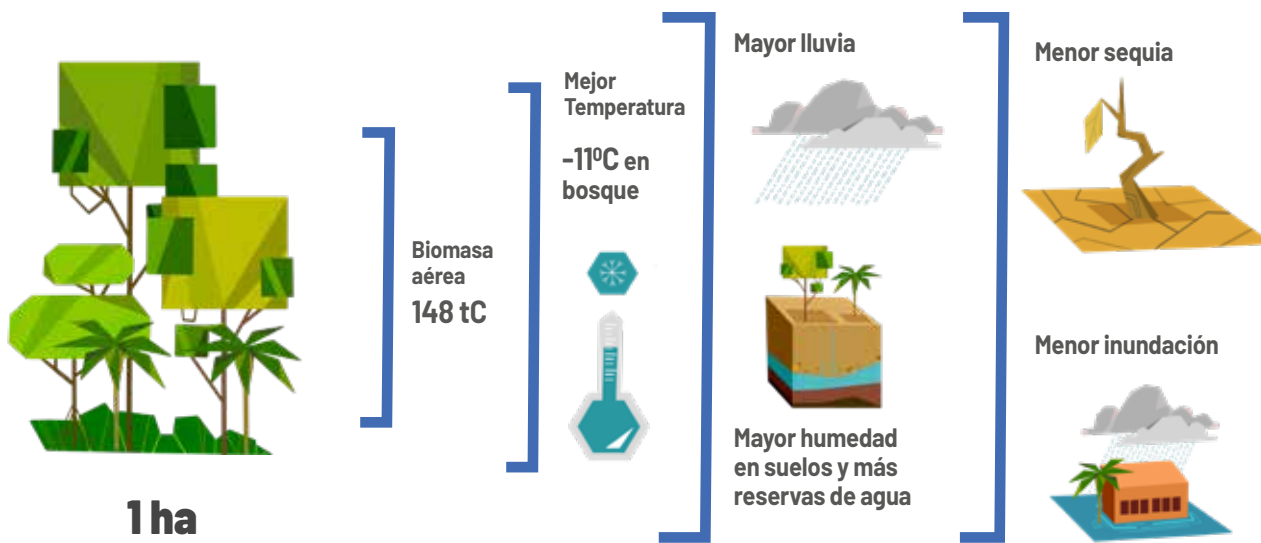 1 ha
Biomasa
aérea
148 tC
Mejor
Temperatura
-11ºC en
bosque
Mayor lluvia
Mayor humedad
en suelos y más
reservas de agua
Menor sequia
Menor inundación